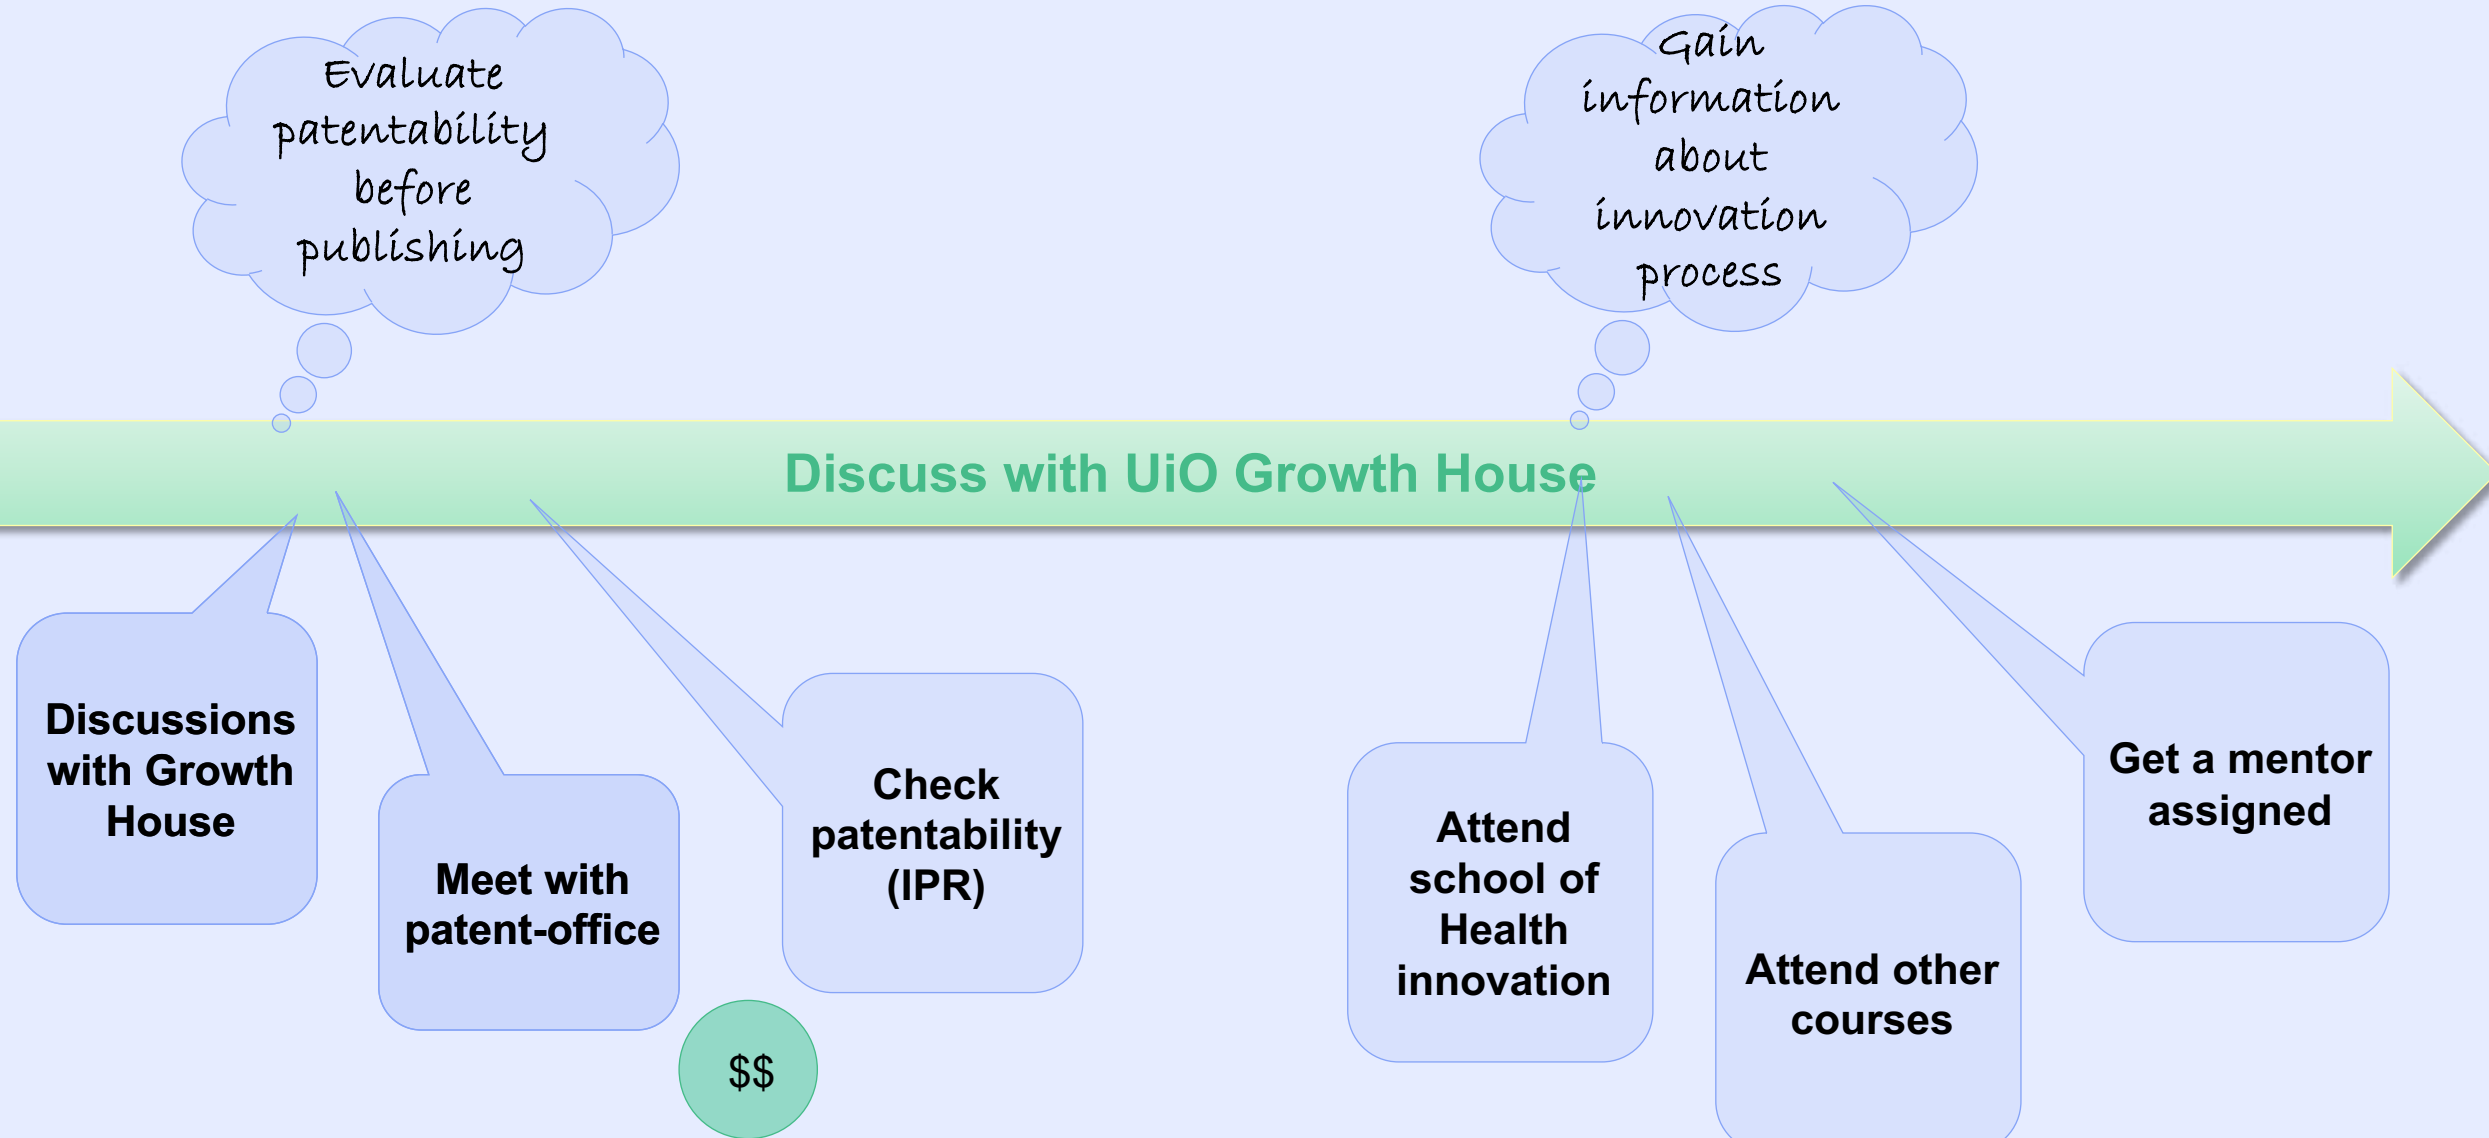 Evaluate
patentability
before
publishing
Gain
information
about
innovation
process
Discuss with UiO Growth House
Discussions
with Growth
House
Meet with
patent-office
Check
patentability
(IPR)
$$
Attend
school of
Health
innovation
Attend other
courses
Get a mentor
assigned